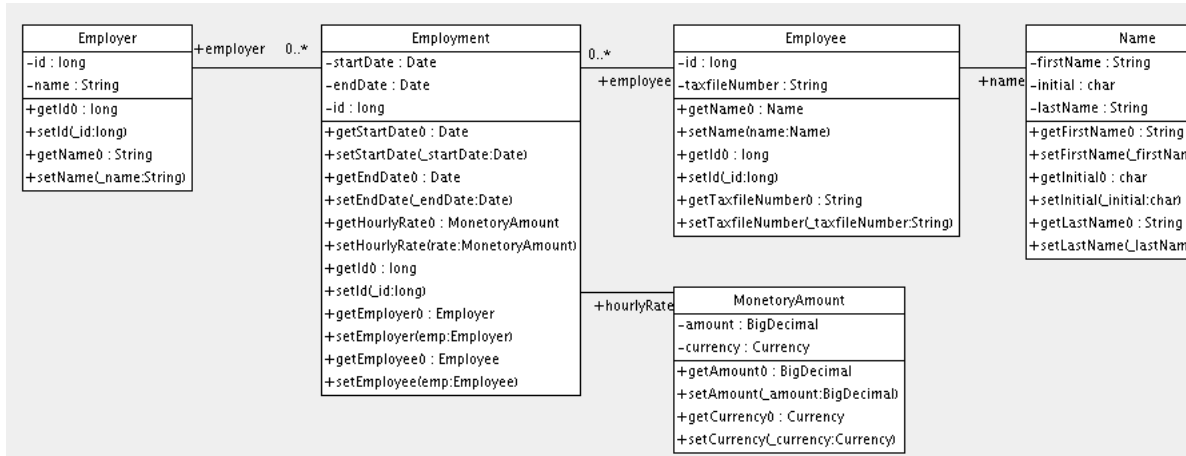 Employer
-id : long
-name : String
+getId() : long
+setId(_id:long)
+getName() : String
+setName(_name:String)
+employer
0..*
Employment
-startDate : Date
-endDate : Date
-id : long
+getStartDate() : Date
+setStartDate(_startDate:Date)
+getEndDate() : Date
+setEndDate(_endDate:Date)
+getHourlyRate() : MonetoryAmount
+setHourlyRate(rate:MonetoryAmount)
+getId() : long
+setId(_id:long)
+getEmployer() : Employer
+setEmployer(emp:Employer)
+getEmployee() : Employee
+setEmployee(emp:Employee)
0..*
+employee
Employee
-id : long
-taxfileNumber : String
+getName() : Name
+setName(name:Name)
+getId() : long
+setId(_id:long)
+getTaxfileNumber() : String
+setTaxfileNumber(_taxfileNumber:String)
+name
Name
-firstName : String
-initial : char
-lastName : String
+getFirstName() : String
+setFirstName(_firstNam
+getInitial() : char
+setInitial(_initial:char)
+getLastName() : String
+setLastName(_lastNam
+hourlyRate
MonetoryAmount
-amount : BigDecimal
-currency : Currency
+getAmount() : BigDecimal
+setAmount(_amount:BigDecimal)
+getCurrency() : Currency
+setCurrency(_currency:Currency)